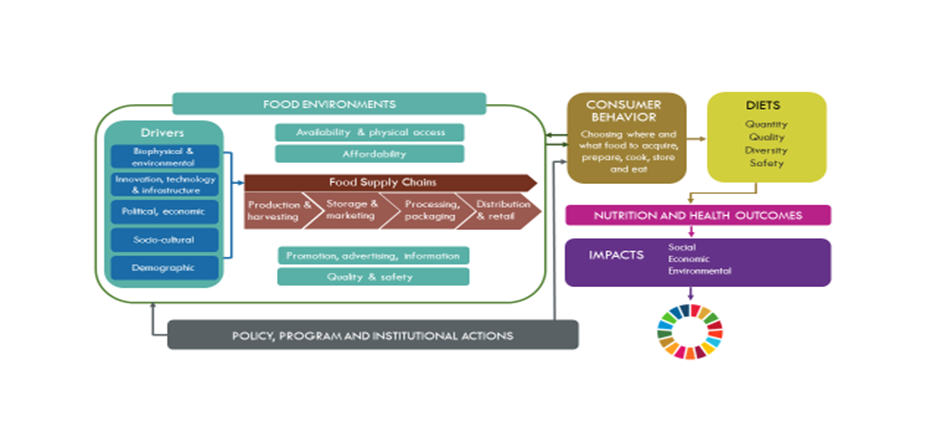 FOOD ENVIRONMENTS
Drivers
Biophysical &
environmental
Innovation, technology
& infrastructure
Political, economic
Socio-cultural
Demographic
Availability & physical access
Affordability
Food Supply Chains
Production &
harvesting
Storage &
marketing
Processing,
packaging
Distribution
& retail
Promotion, advertising, information
Quality & safety
POLICY, PROGRAM AND INSTITUTIONAL ACTIONS
CONSUMER
BEHAVIOR
Choosing where and
what food to acquire,
prepare, cook, store
and eat
DIETS
Quantity
Quality
Diversity
Safety
NUTRITION AND HEALTH OUTCOMES
IMPACTS
Social
Economic
Environmental